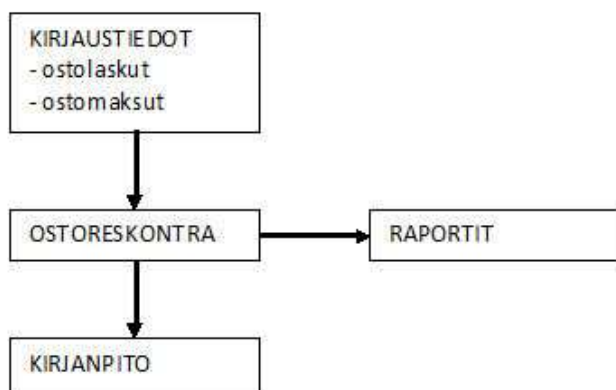 KIRJAUSTIEDOT
- ostolaskut
- ostomaksut
OSTORESKONTRA
RAPORTIT
KIRJANPITO